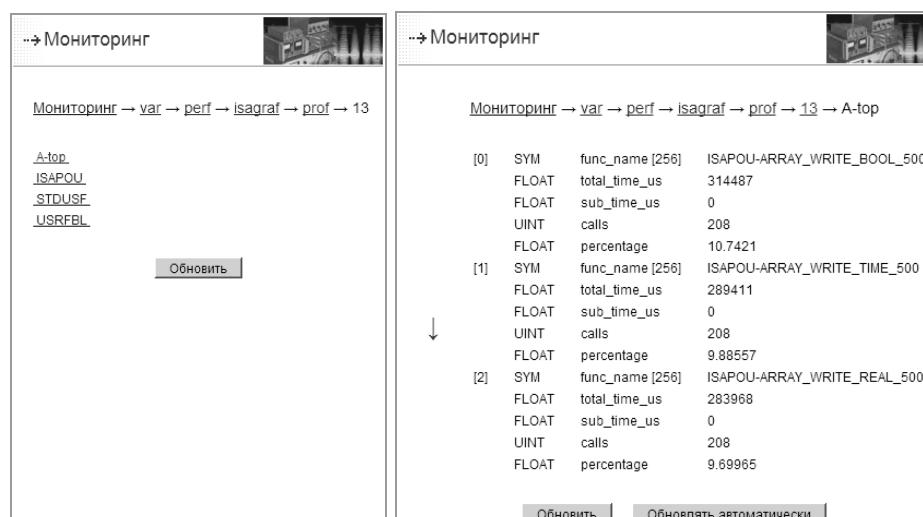 Мониторинг
Мониторинг → var → perf → isagraf → prof → 13
A-top
ISAPOU
STDUSF
USRFBL
Обновить
Мониторинг
Мониторинг → var → perf → isagraf → prof → 13 → A-top
[0] SYM func_name [256] ISAPOU-ARRAY_WRITE_BOOL_500
FLOAT total_time_us 314487
FLOAT sub_time_us 0
UINT calls 208
FLOAT percentage 10.7421
[1] SYM func_name [256] ISAPOU-ARRAY_WRITE_TIME_500
FLOAT total_time_us 289411
FLOAT sub_time_us 0
UINT calls 208
FLOAT percentage 9.88557
[2] SYM func_name [256] ISAPOU-ARRAY_WRITE_REAL_500
FLOAT total_time_us 283968
FLOAT sub_time_us 0
UINT calls 208
FLOAT percentage 9.69965
Обновить Обновлять автоматически